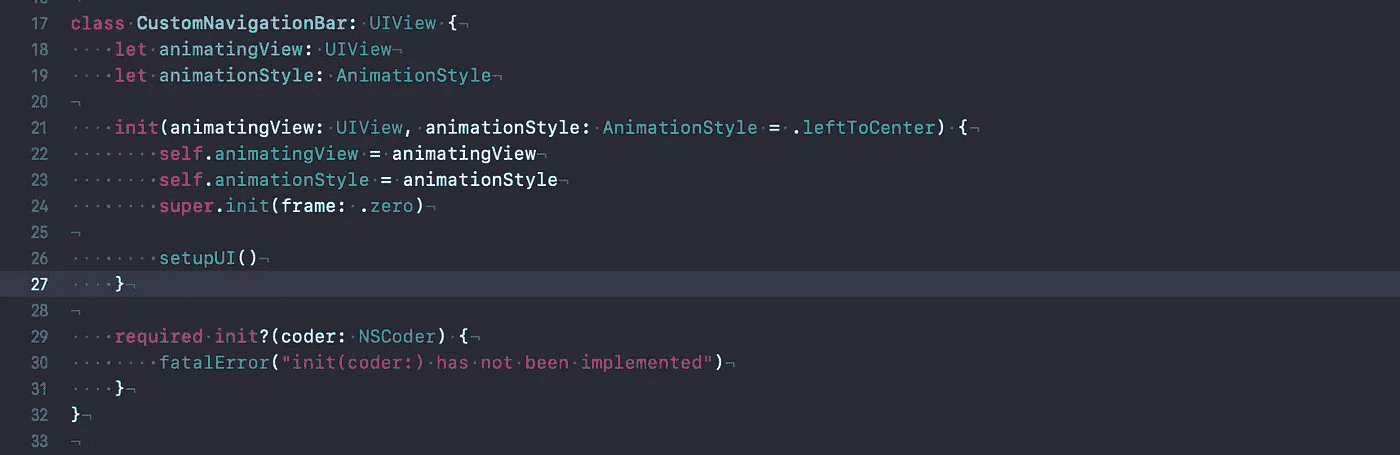 17 class CustomNavigationBar: UIView {¬
18 ····let·animatingView:·UIView¬
19 ····let·animationStyle:·AnimationStyle¬
20 ¬
21 ····init(animatingView:·UIView,·animationStyle:·AnimationStyle·=·.leftToCenter)·{¬
22 ········self.animatingView·=·animatingView¬
23 ········self.animationStyle·=·animationStyle¬
24 ········super.init(frame:·.zero)¬
25 ¬
26 ········setupUI()¬
27 ····}¬
28 ¬
29 ····required·init?(coder:·NSCoder)·{¬
30 ········fatalError("init(coder:)·has·not·been·implemented")¬
31 ····}¬
32 }¬
33 ¬